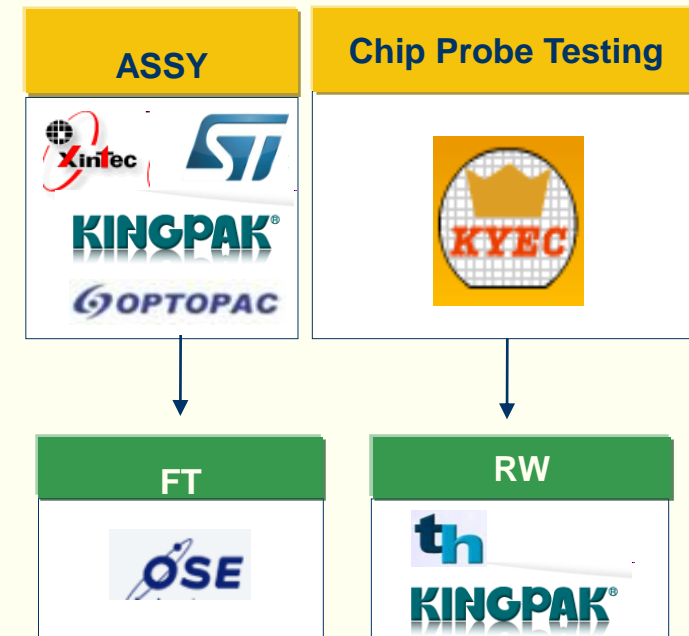 ASSY
Chip Probe Testing
XinTec
ST
KINGPAK®
OPTOPAC
KYEC
FT
RW
OSE
th
KINGPAK®